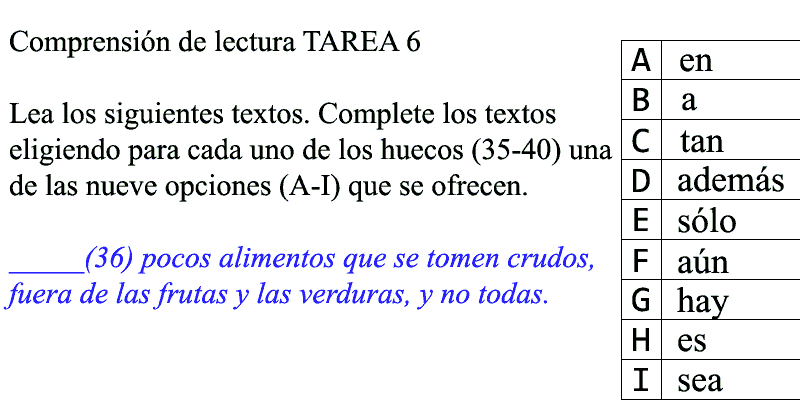 Comprensión de lectura TAREA 6
Lea los siguientes textos. Complete los textos
eligiendo para cada uno de los huecos (35-40) una
de las nueve opciones (A-I) que se ofrecen.
_____(36) pocos alimentos que se tomen crudos,
fuera de las frutas y las verduras, y no todas.
A en
B a
C tan
D además
E sólo
F aún
G hay
H es
I sea